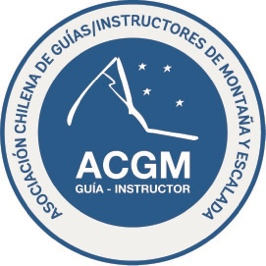 ASOCIACIÓN CHILENA DE GUÍAS/INSTRUCTORES DE MONTAÑA Y ESCALADA
ACGM
GUÍA - INSTRUCTOR